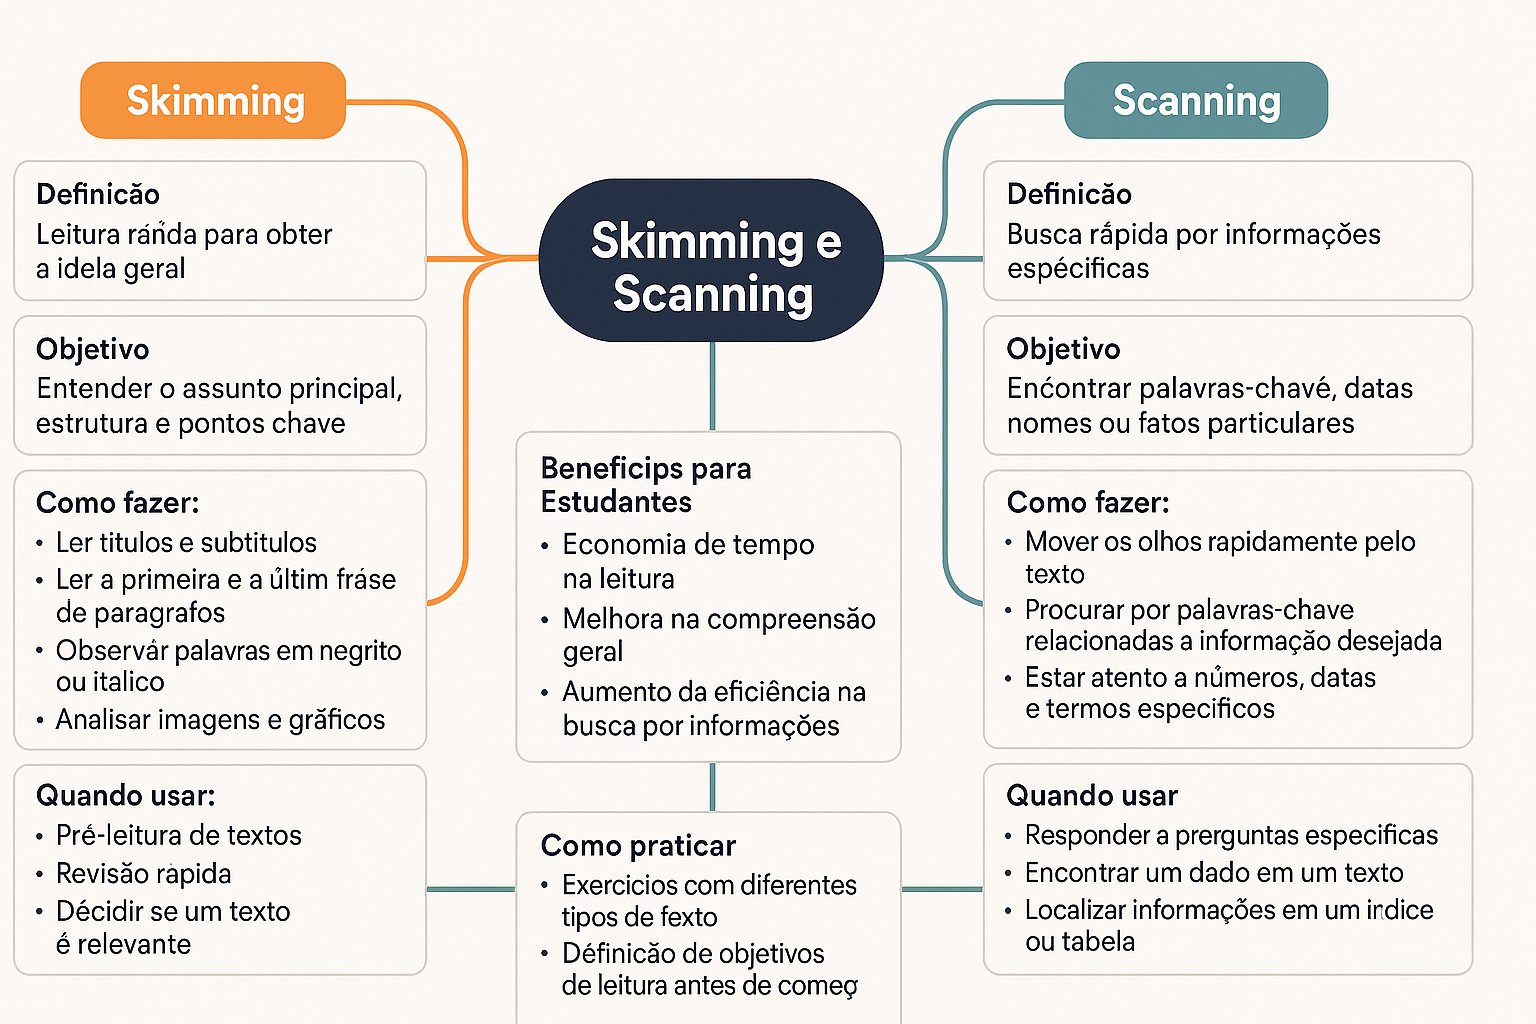 Skimming
Definicão
Leitura ráṅda para obter
a idela geral
Objetivo
Entender o assunto principal,
estrutura e pontos chave
Como fazer:
• Ler titulos e subtitulos
• Ler a primeira e a últim fráse
de paragrafos
• Observár palavras em negrito
ou italico
• Analisar imagens e gráficos
Quando usar:
• Pré-leitura de textos
• Revisão rapida
• Décidir se um texto
é relevante
Skimming e
Scanning
Beneficips para
Estudantes
• Economia de tempo
na leitura
• Melhora na compreensão
geral
• Aumento da eficiência na
busca por informações
Como praticar
• Exercicios com diferentes
tipos de fexto
• Définicão de objetivos
de leitura antes de começ
Scanning
Definicão
Busca rápida por informações
espécificas
Objetivo
Enćontrar palavras-chavé, datas
nomes ou fatos particulares
Como fazer:
• Mover os olhos rapidamente pelo
texto
• Procurar por palavras-chave
relacionadas a informação desejada
• Estar atento a números, datas
e termos especificos
Quando usar
• Responder a prerguntas especificas
• Encontrar um dado em um texto
• Localizar informações em um irdice
ou tabela